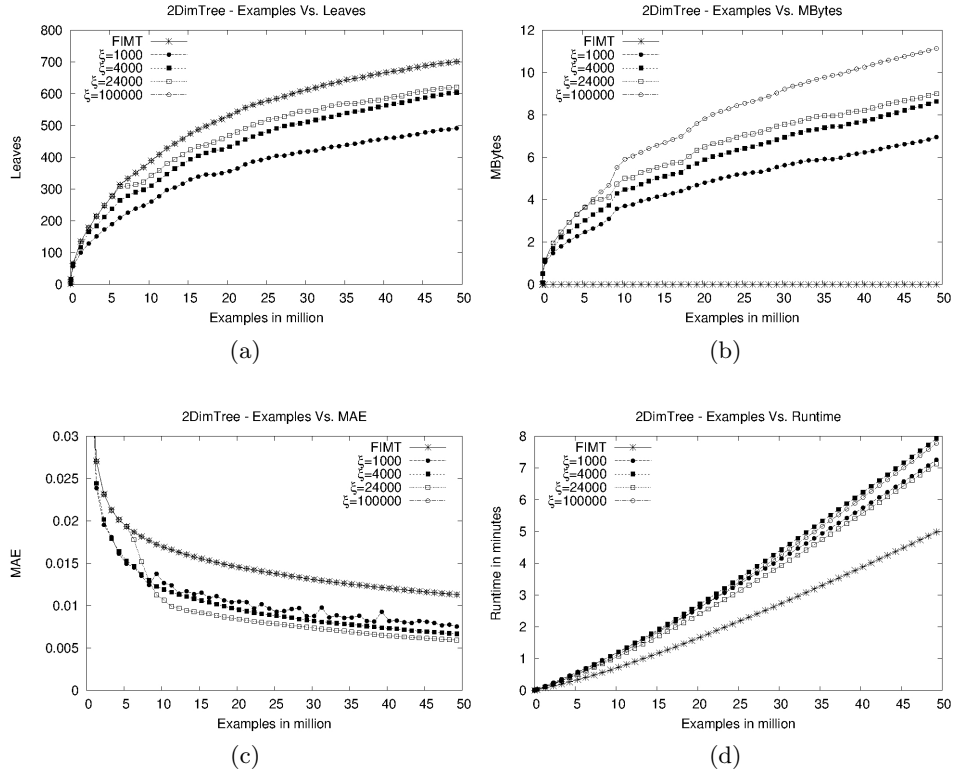 2DimTree - Examples Vs. Leaves
800
700
600
500
400
300
200
100
0
Leaves
FIMT
ξ=1000
ξ=4000
ξ=24000
ξ=100000
0 5 10 15 20 25 30 35 40 45 50
Examples in million
(a)
2DimTree - Examples Vs. MBytes
12
10
8
6
4
2
0
MBytes
FIMT
ξ=1000
ξ=4000
ξ=24000
ξ=100000
0 5 10 15 20 25 30 35 40 45 50
Examples in million
(b)
2DimTree - Examples Vs. MAE
0.03
0.025
0.02
0.015
0.01
0.005
0
MAE
FIMT
ξ=1000
ξ=4000
ξ=24000
ξ=100000
0 5 10 15 20 25 30 35 40 45 50
Examples in million
(c)
2DimTree - Examples Vs. Runtime
8
7
6
5
4
3
2
1
0
Runtime in minutes
FIMT
ξ=1000
ξ=4000
ξ=24000
ξ=100000
0 5 10 15 20 25 30 35 40 45 50
Examples in million
(d)